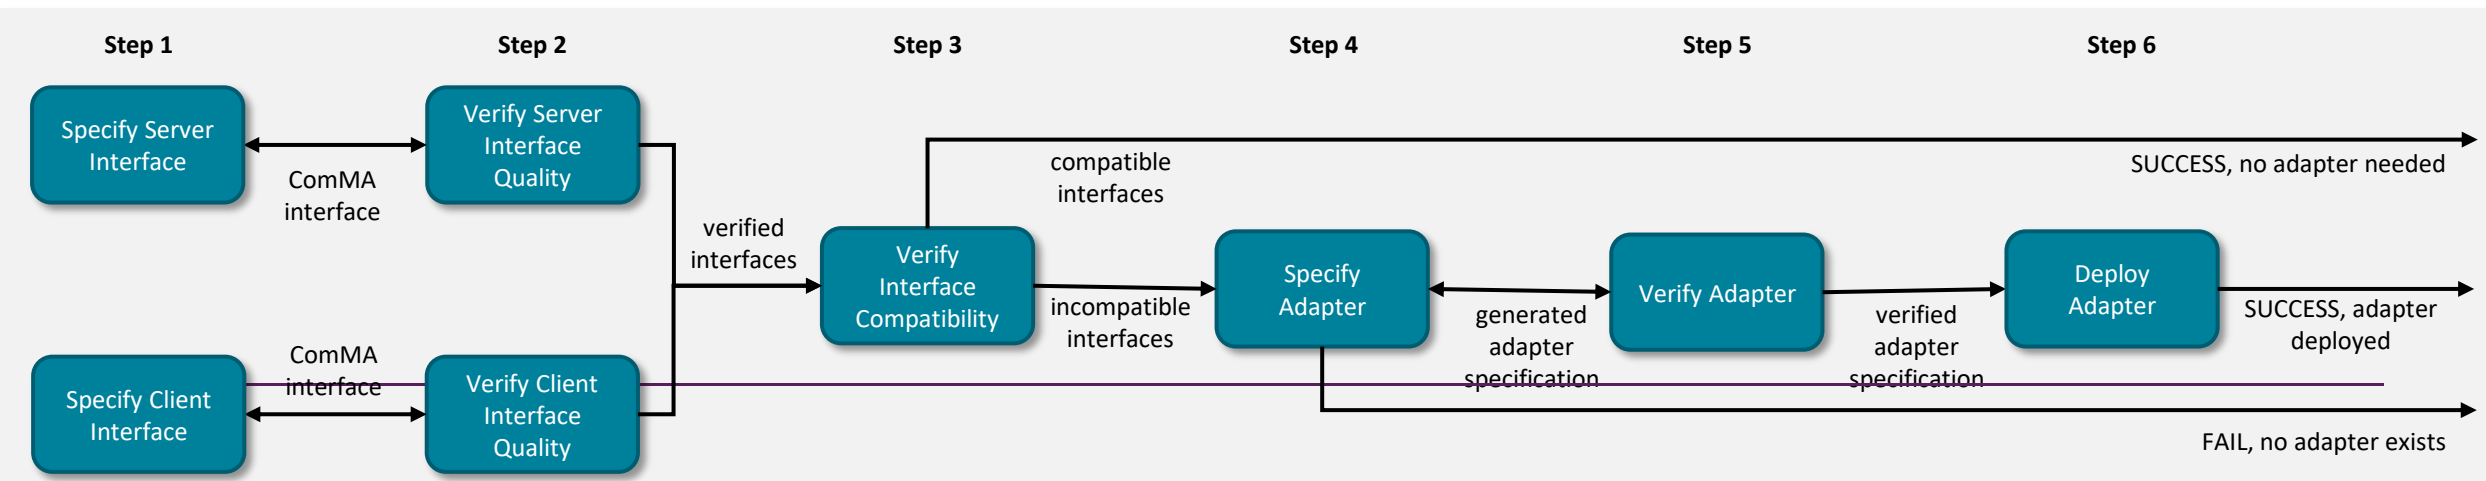 Step 1
Step 2
Step 3
Step 4
Step 5
Step 6
Specify Server
Interface
ComMA
interface
Verify Server
Interface
Quality
Specify Client
Interface
ComMA
interface
Verify Client
Interface
Quality
verified
interfaces
Verify
Interface
Compatibility
compatible
interfaces
SUCCESS, no adapter needed
incompatible
interfaces
Specify
Adapter
generated
adapter
specification
Verify Adapter
verified
adapter
specification
Deploy
Adapter
SUCCESS, adapter
deployed
FAIL, no adapter exists